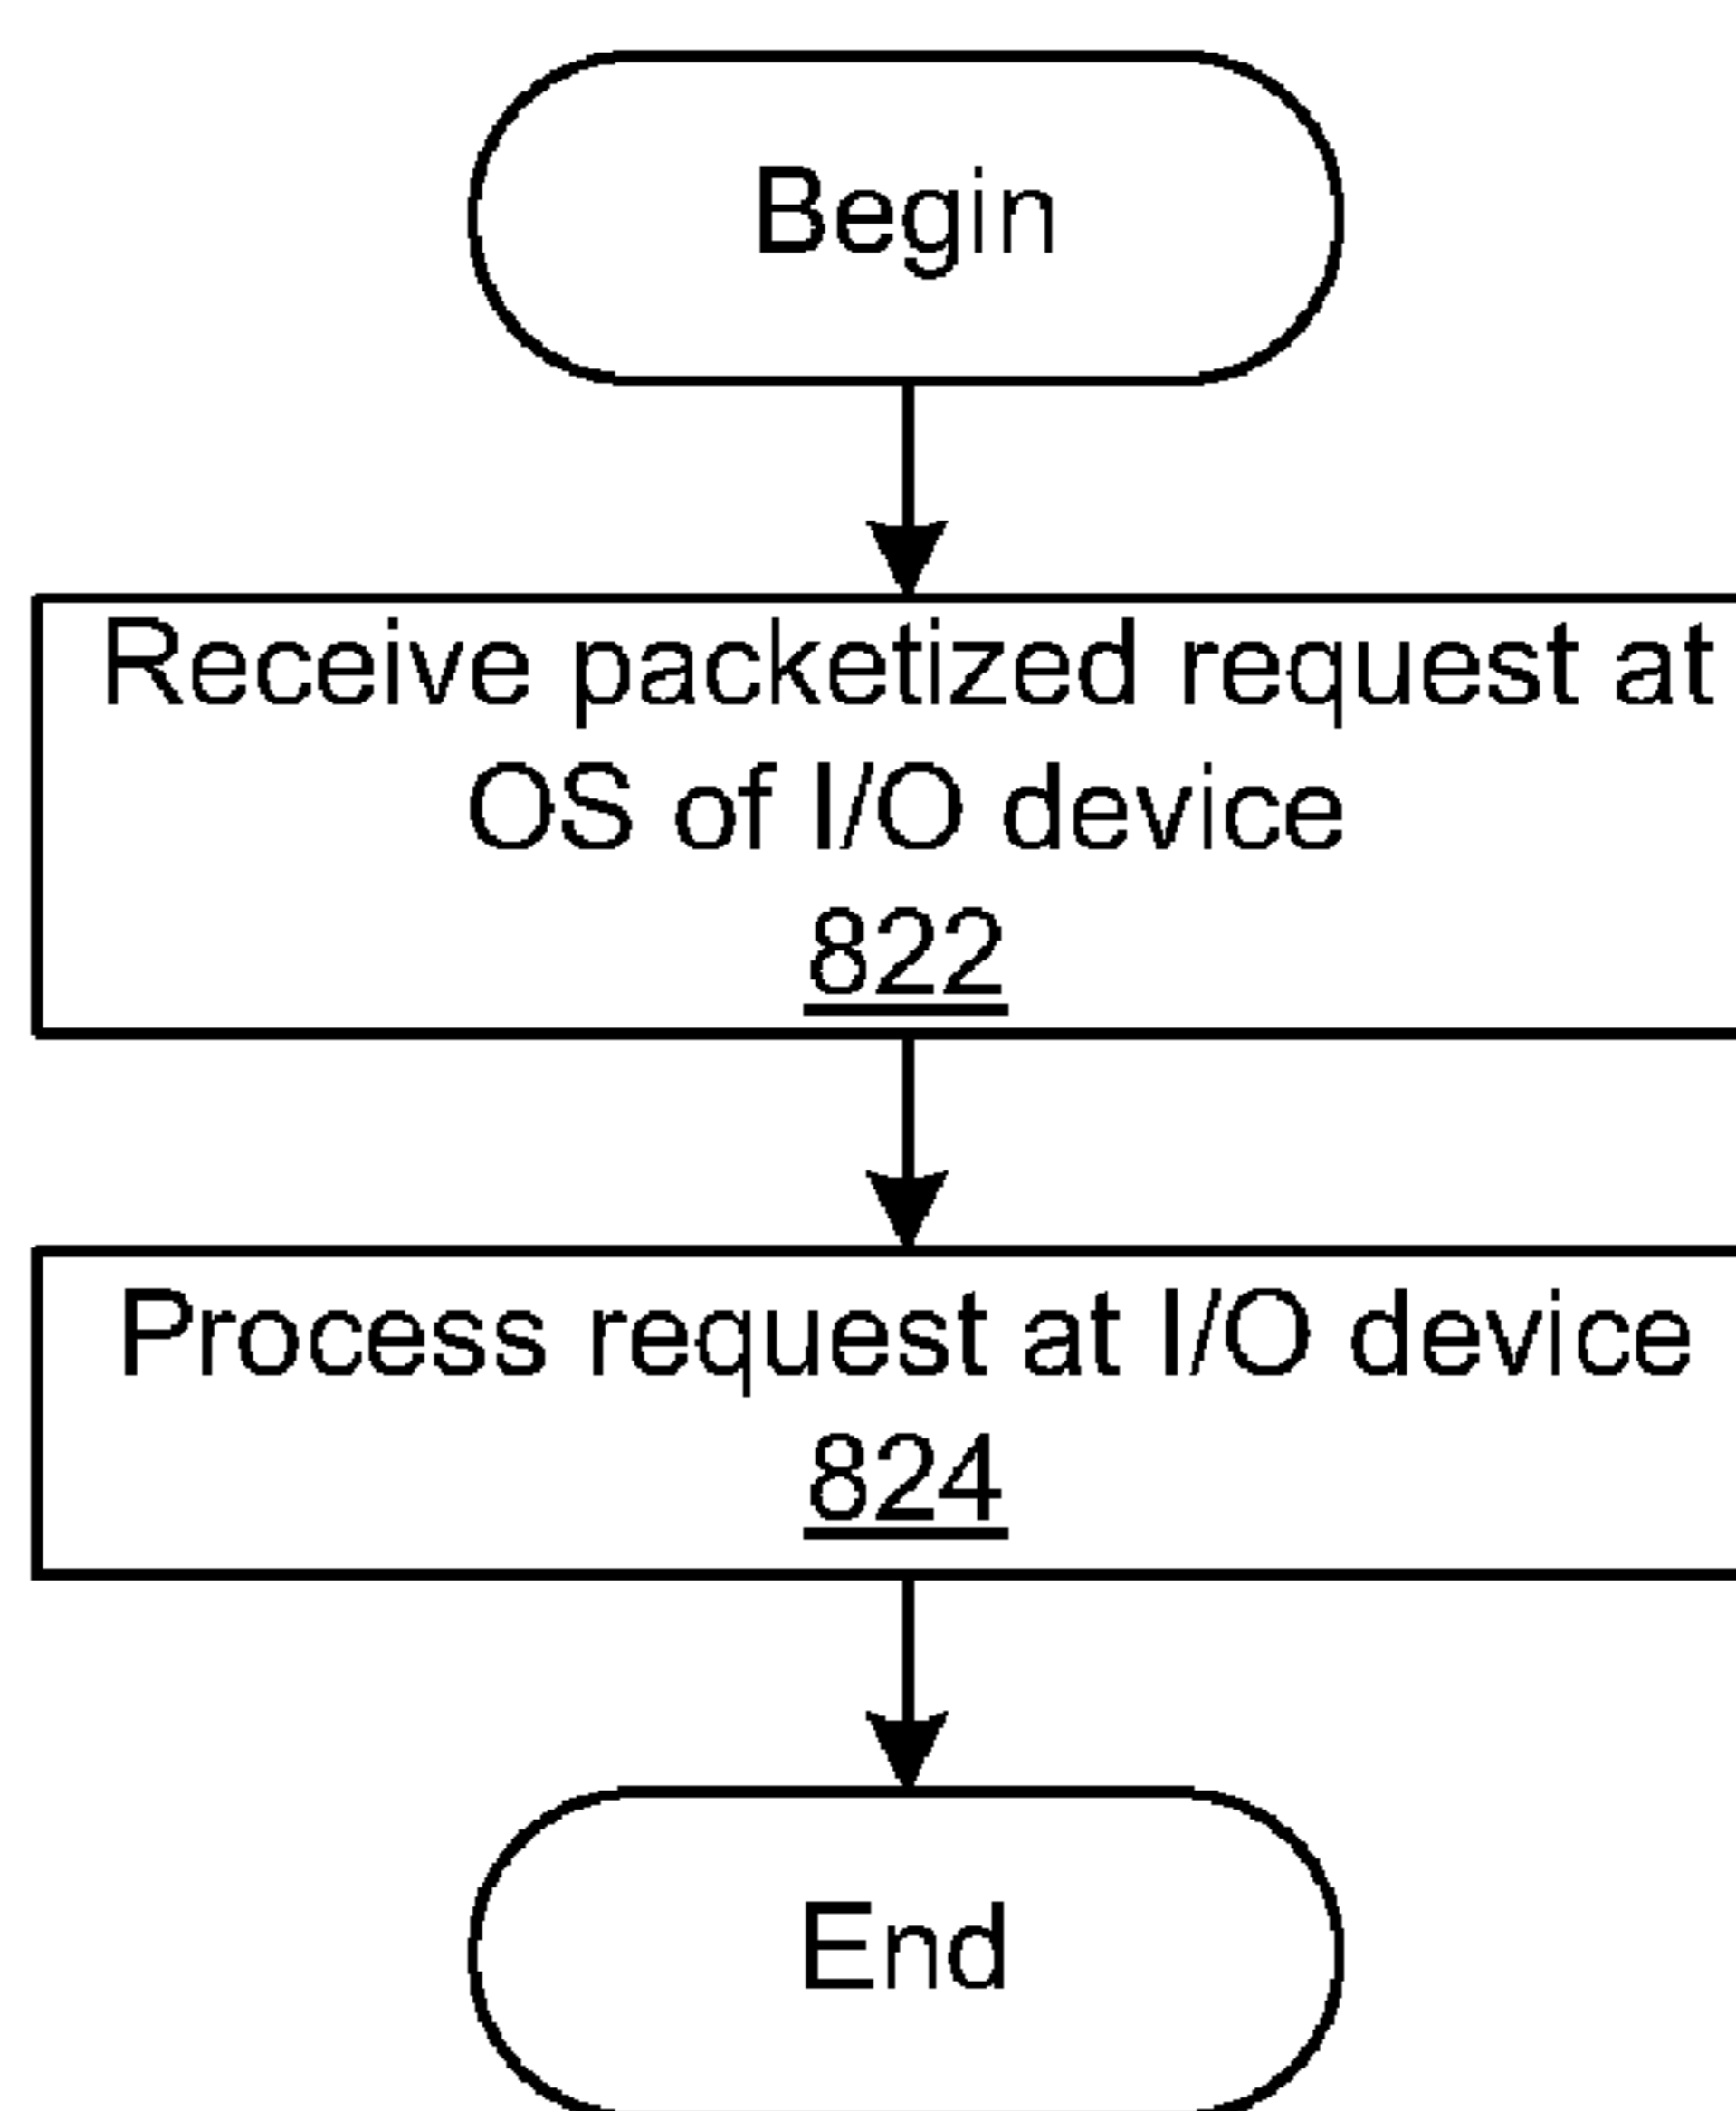 Begin
Receive packetized request at
OS of I/O device
822
Process request at I/O device
824
End